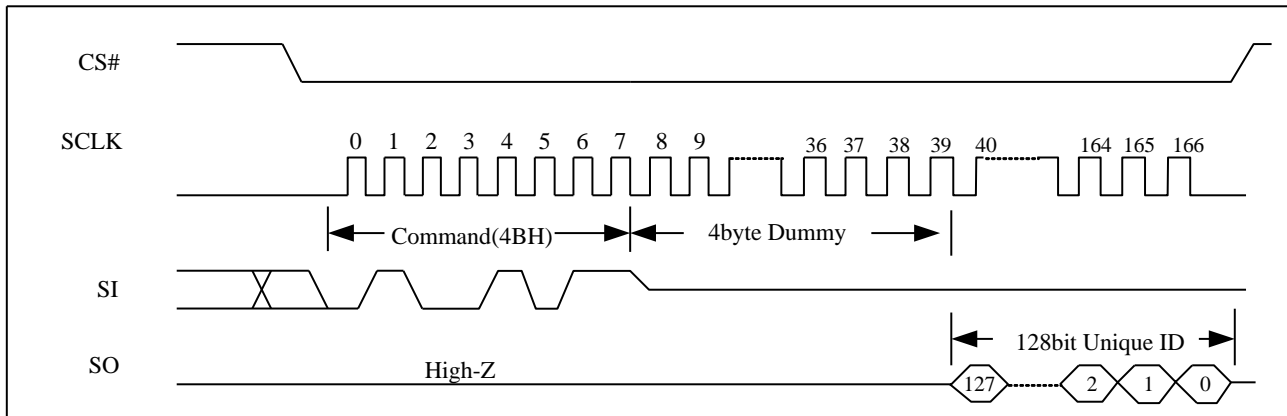 CS#
SCLK
0 1 2 3 4 5 6 7 8 9 36 37 38 39 40 164 165 166
Command(4BH) 4byte Dummy
SI
128bit Unique ID
SO
High-Z
127 2 1 0